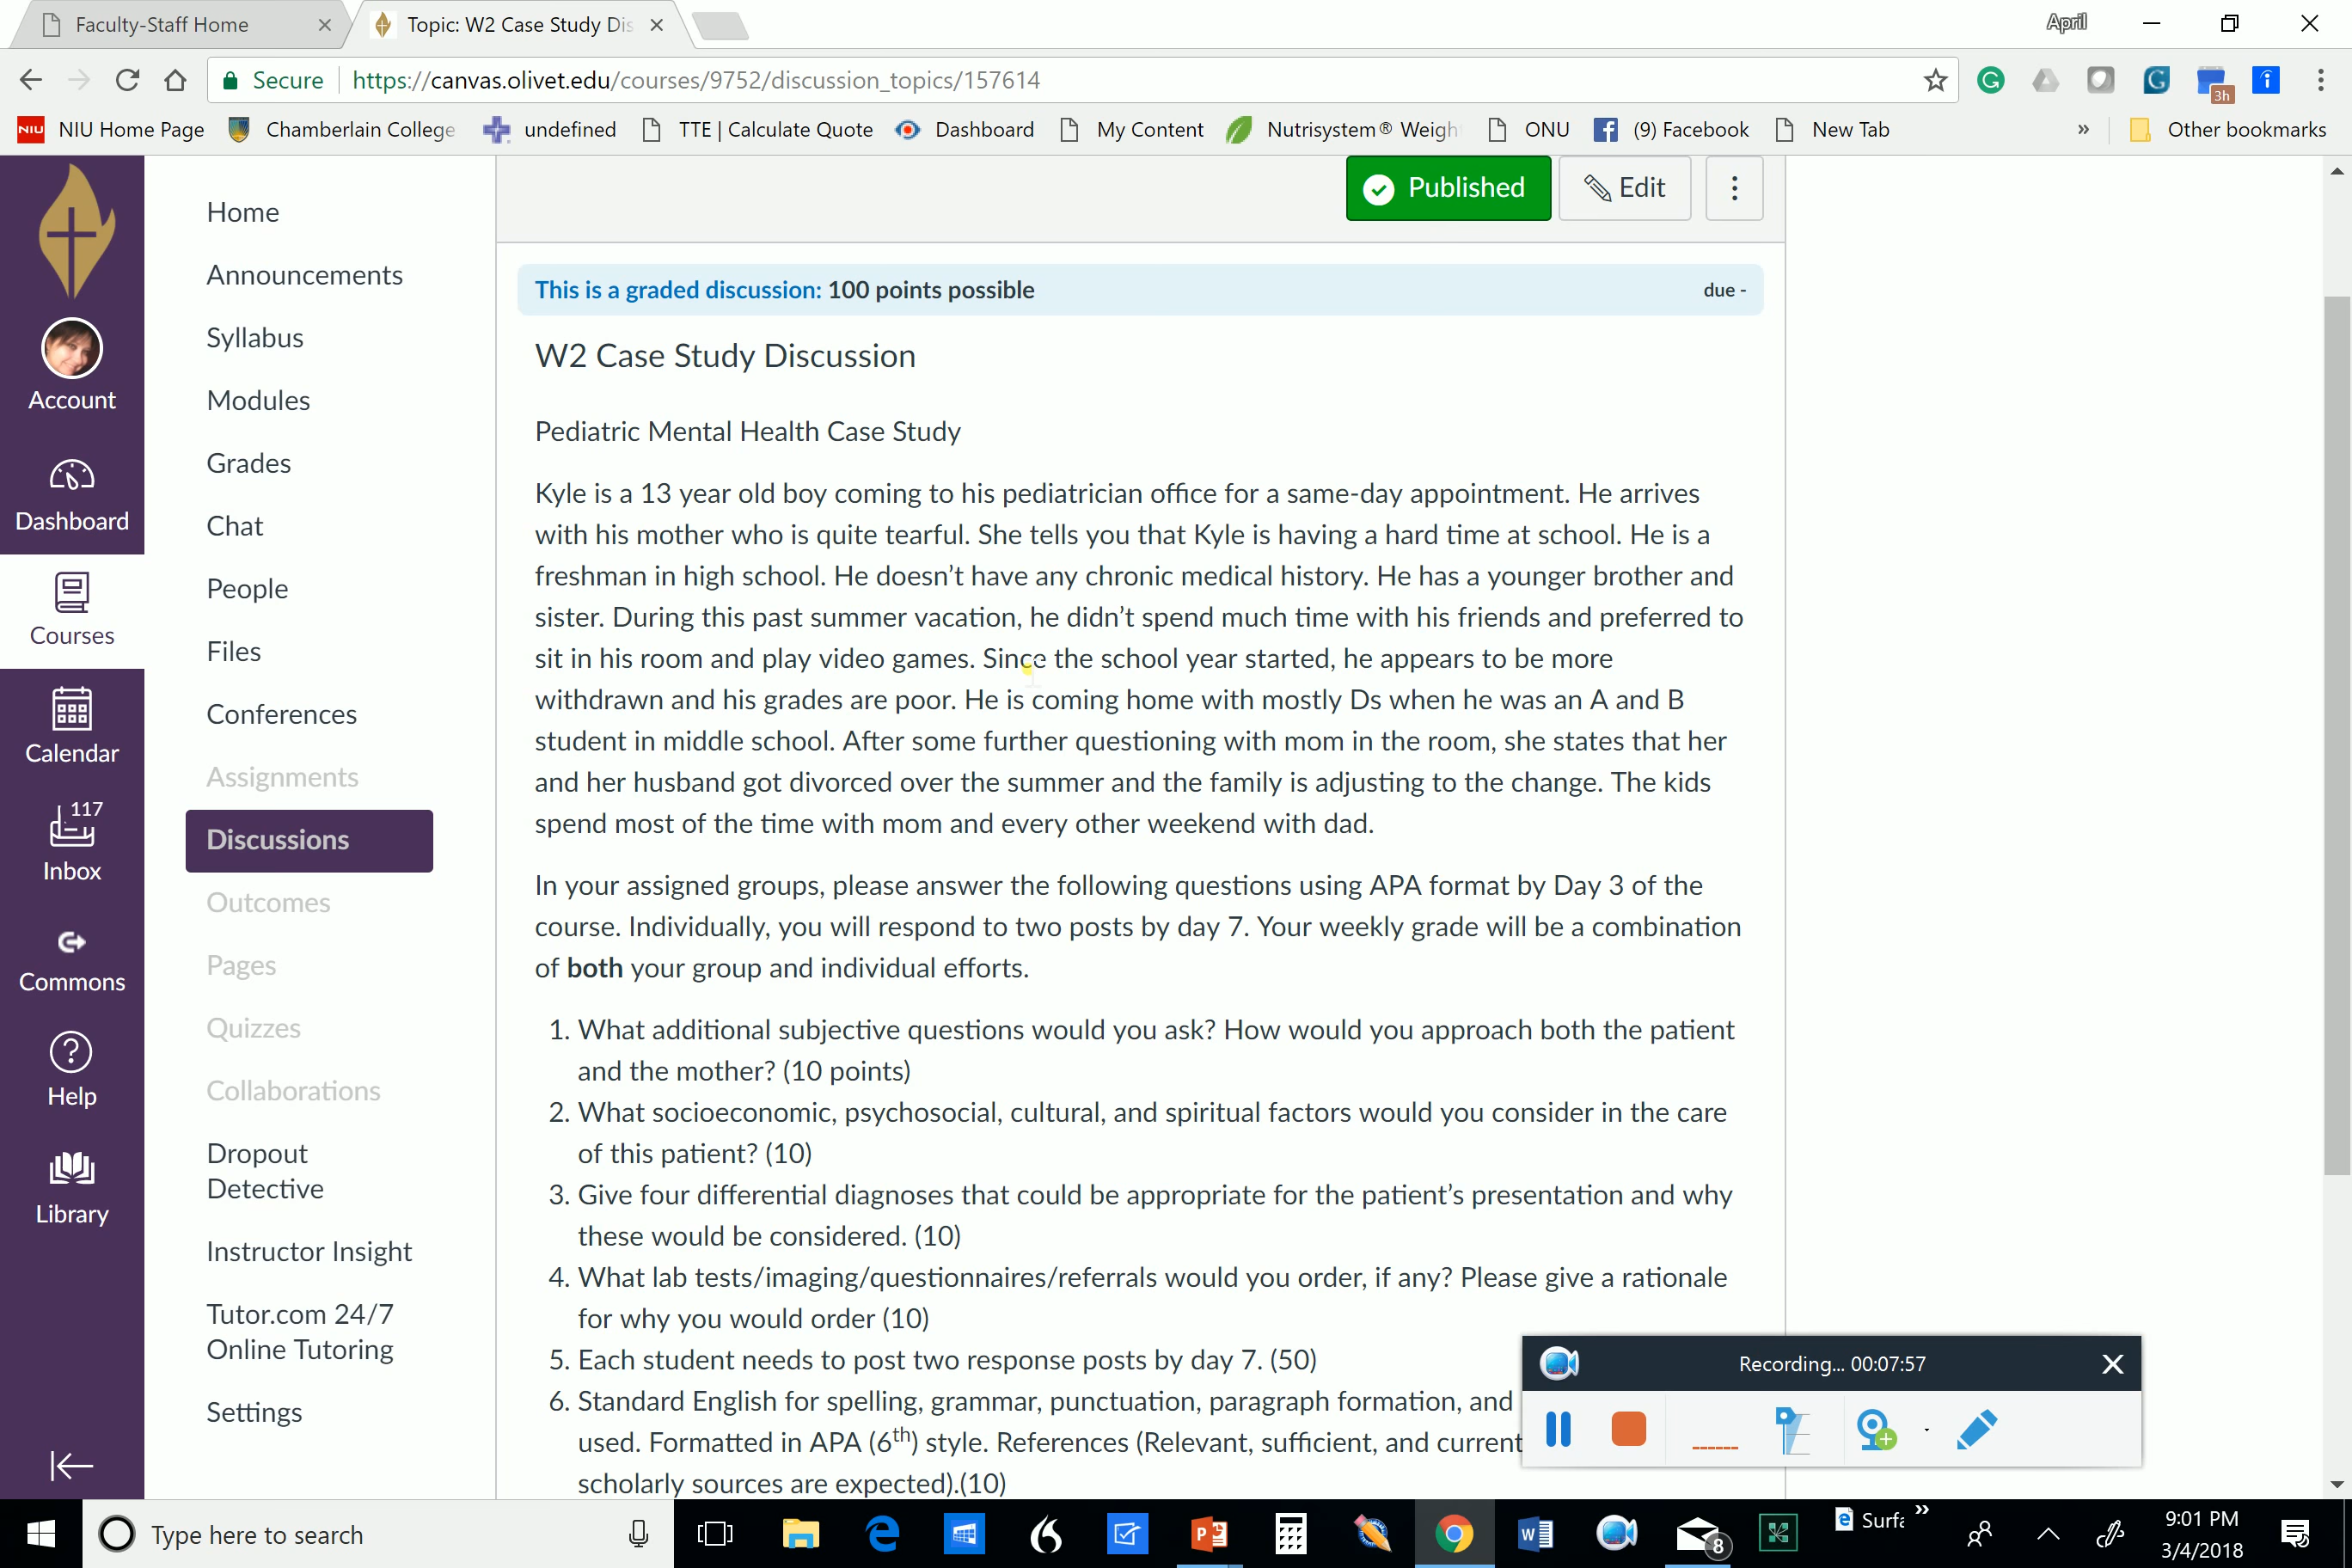 Faculty-Staff Home
Topic: W2 Case Study Dis
April
Secure
https://canvas.olivet.edu/courses/9752/discussion_topics/157614
3h
NIU
NIU Home Page
Chamberlain College
undefined
TTE | Calculate Quote
Dashboard
My Content
Nutrisystem® Weigh
ONU
(9) Facebook
New Tab
»
Other bookmarks
Account
Dashboard
Courses
Calendar
117
Inbox
Commons
Help
Library
Home
Announcements
Syllabus
Modules
Grades
Chat
People
Files
Conferences
Assignments
Discussions
Outcomes
Pages
Quizzes
Collaborations
Dropout
Detective
Instructor Insight
Tutor.com 24/7
Online Tutoring
Settings
Published
Edit
This is a graded discussion: 100 points possible
due -
W2 Case Study Discussion
Pediatric Mental Health Case Study
Kyle is a 13 year old boy coming to his pediatrician office for a same-day appointment. He arrives
with his mother who is quite tearful. She tells you that Kyle is having a hard time at school. He is a
freshman in high school. He doesn’t have any chronic medical history. He has a younger brother and
sister. During this past summer vacation, he didn’t spend much time with his friends and preferred to
sit in his room and play video games. Since the school year started, he appears to be more
withdrawn and his grades are poor. He is coming home with mostly Ds when he was an A and B
student in middle school. After some further questioning with mom in the room, she states that her
and her husband got divorced over the summer and the family is adjusting to the change. The kids
spend most of the time with mom and every other weekend with dad.
In your assigned groups, please answer the following questions using APA format by Day 3 of the
course. Individually, you will respond to two posts by day 7. Your weekly grade will be a combination
of both your group and individual efforts.
1. What additional subjective questions would you ask? How would you approach both the patient
and the mother? (10 points)
2. What socioeconomic, psychosocial, cultural, and spiritual factors would you consider in the care
of this patient? (10)
3. Give four differential diagnoses that could be appropriate for the patient’s presentation and why
these would be considered. (10)
4. What lab tests/imaging/questionnaires/referrals would you order, if any? Please give a rationale
for why you would order (10)
5. Each student needs to post two response posts by day 7. (50)
6. Standard English for spelling, grammar, punctuation, paragraph formation, and
used. Formatted in APA (6th) style. References (Relevant, sufficient, and current
scholarly sources are expected).(10)
Recording... 00:07:57
Type here to search
8
Surfa
»
9:01 PM
3/4/2018